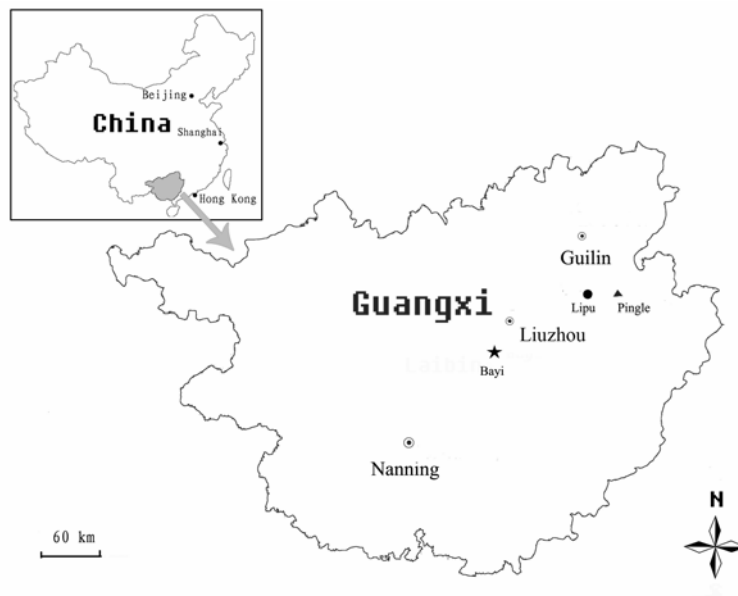 Beijing
China
Shanghai
Hong Kong
Guilin
Guangxi
Lipu
Pingle
Liuzhou
Bayi
Nanning
N
60 km